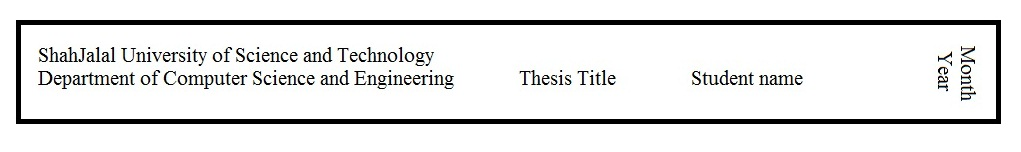 ShahJalal University of Science and Technology
Department of Computer Science and Engineering
Thesis Title
Student name
Month
Year